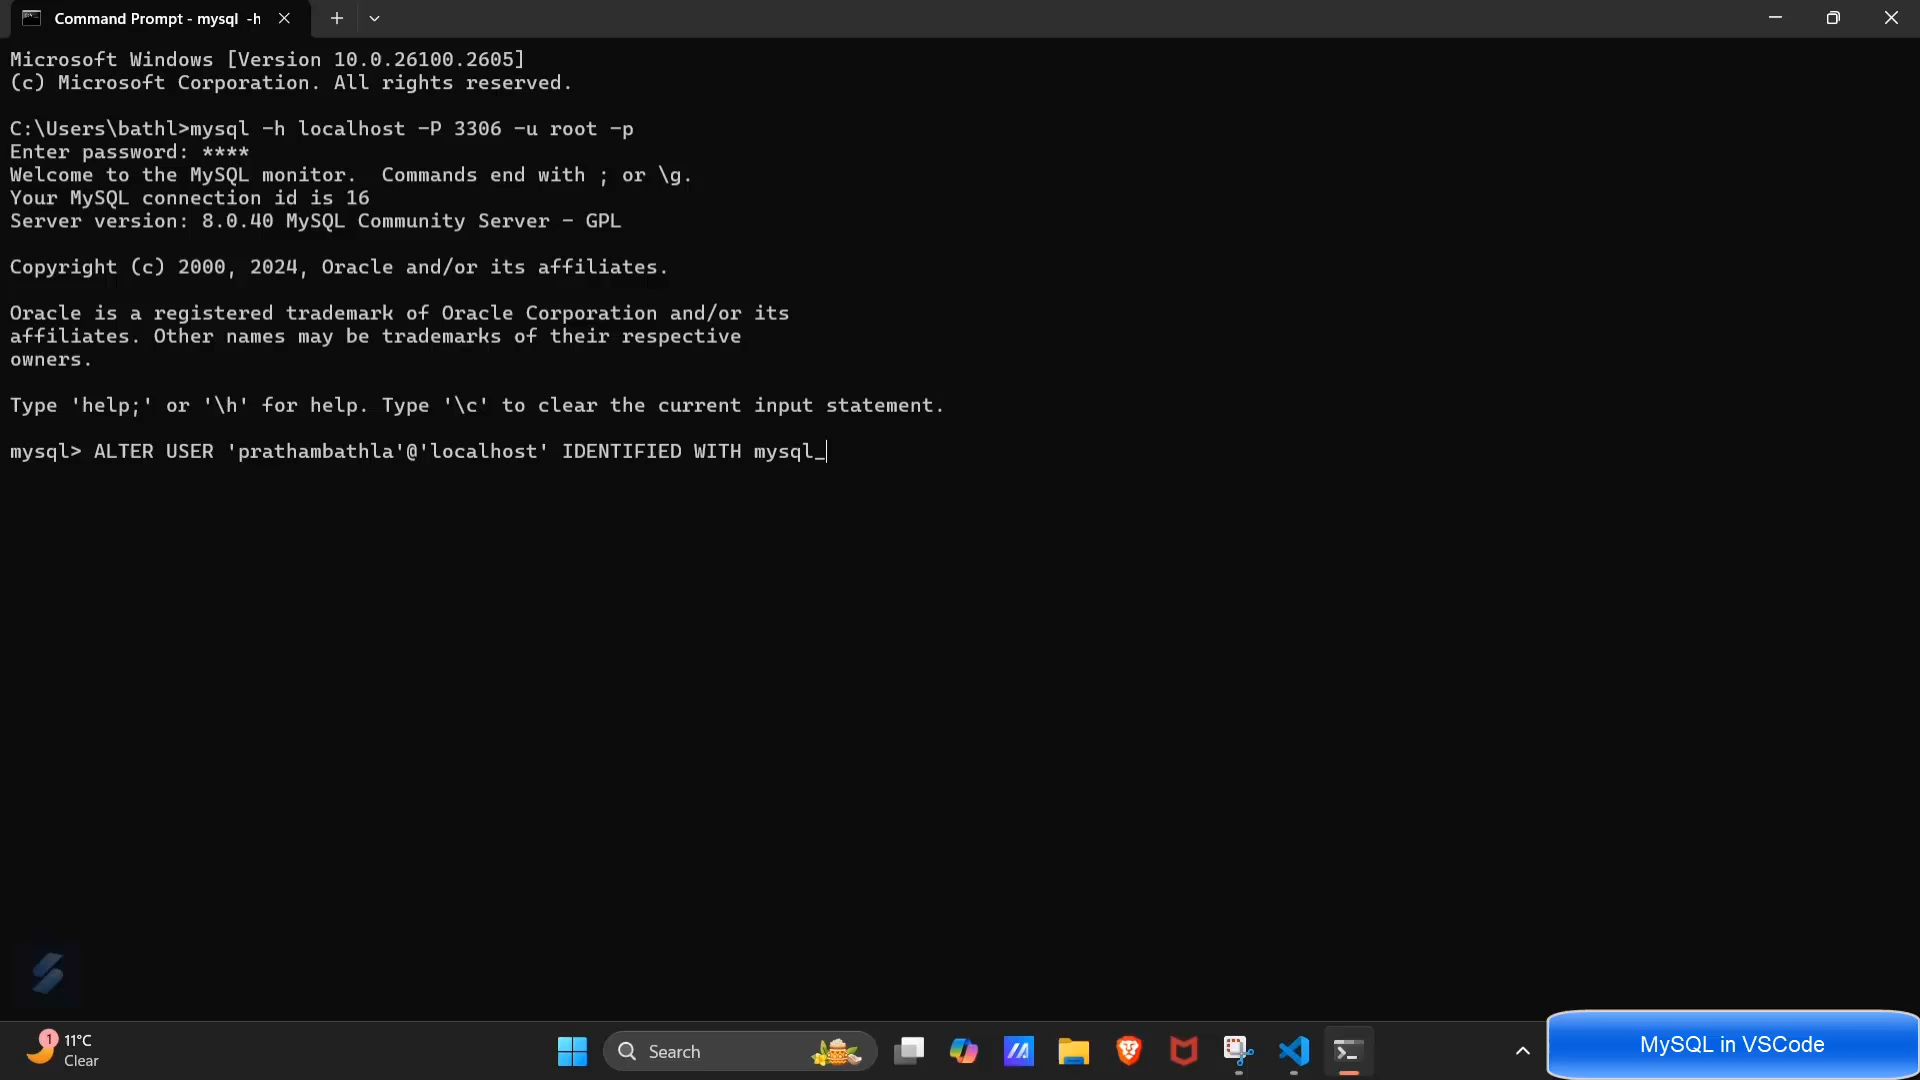 Command Prompt - mysql -h
Microsoft Windows [Version 10.0.26100.2605]
(c) Microsoft Corporation. All rights reserved.
C:\Users\bathl>mysql -h localhost -P 3306 -u root -p
Enter password: ****
Welcome to the MySQL monitor.  Commands end with ; or \g.
Your MySQL connection id is 16
Server version: 8.0.40 MySQL Community Server - GPL
Copyright (c) 2000, 2024, Oracle and/or its affiliates.
Oracle is a registered trademark of Oracle Corporation and/or its
affiliates. Other names may be trademarks of their respective
owners.
Type 'help;' or '\h' for help. Type '\c' to clear the current input statement.
mysql> ALTER USER 'prathambathla'@'localhost' IDENTIFIED WITH mysql_
1
11°C
Clear
Search
MySQL in VSCode